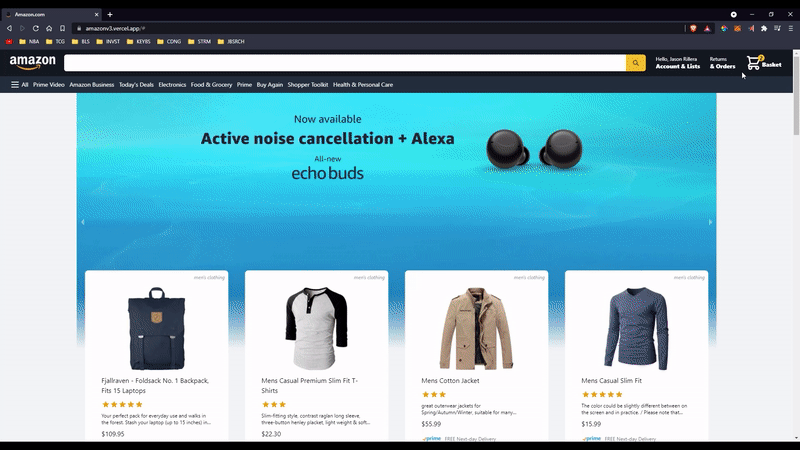 Amazon.com
amazonv3.vercel.app/#
NBA TCG BLS INVST KEYBS CDNG STRM JBSRCH
amazon
Hello, Jason Rillera
Account & Lists
Returns
& Orders
Basket
All Prime Video Amazon Business Today's Deals Electronics Food & Grocery Prime Buy Again Shopper Toolkit Health & Personal Care
Now available
Active noise cancellation + Alexa
All-new
echo buds
men's clothing
Fjallraven - Foldsack No. 1 Backpack,
Fits 15 Laptops
Your perfect pack for everyday use and walks
in the forest. Stash your laptop (up to 15 inches) in...
$109.95
men's clothing
Mens Casual Premium Slim Fit T-
Shirts
Slim-fitting style, contrast raglan long sleeve,
three-button henley placket, light weight & soft...
$22.30
men's clothing
Mens Cotton Jacket
great outerwear jackets for
Spring/Autumn/Winter, suitable for many...
$55.99
prime FREE Next-day Delivery
men's clothing
Mens Casual Slim Fit
The color could be slightly different between on
the screen and in practice. / Please note that...
$15.99
prime FREE Next-day Delivery